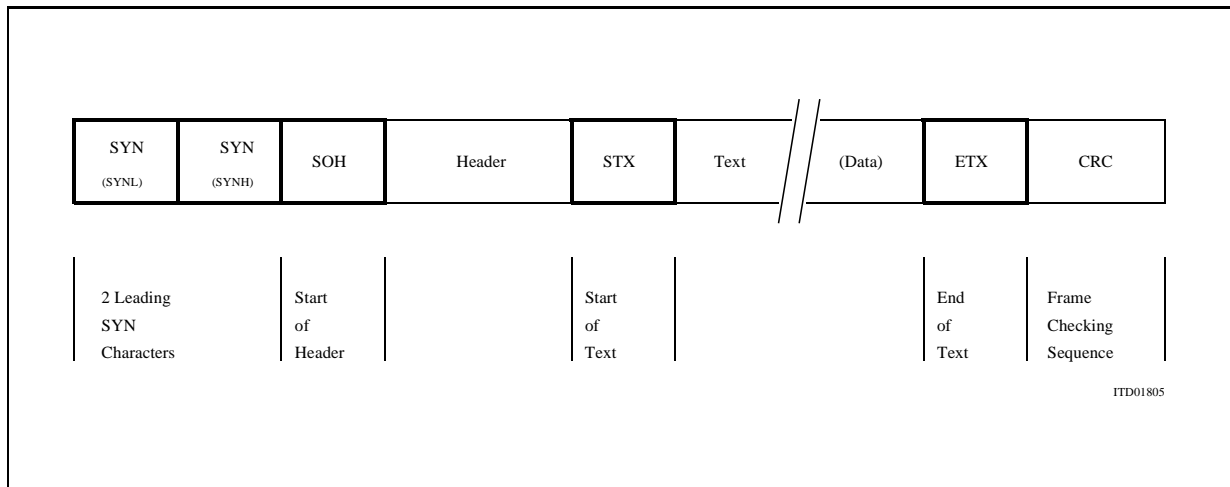 SYN SYN SOH Header STX Text (Data) ETX CRC
(SYNL) (SYNH)
2 Leading Start Start End Frame
SYN of of of Checking
Characters Header Text Text Sequence
ITD01805